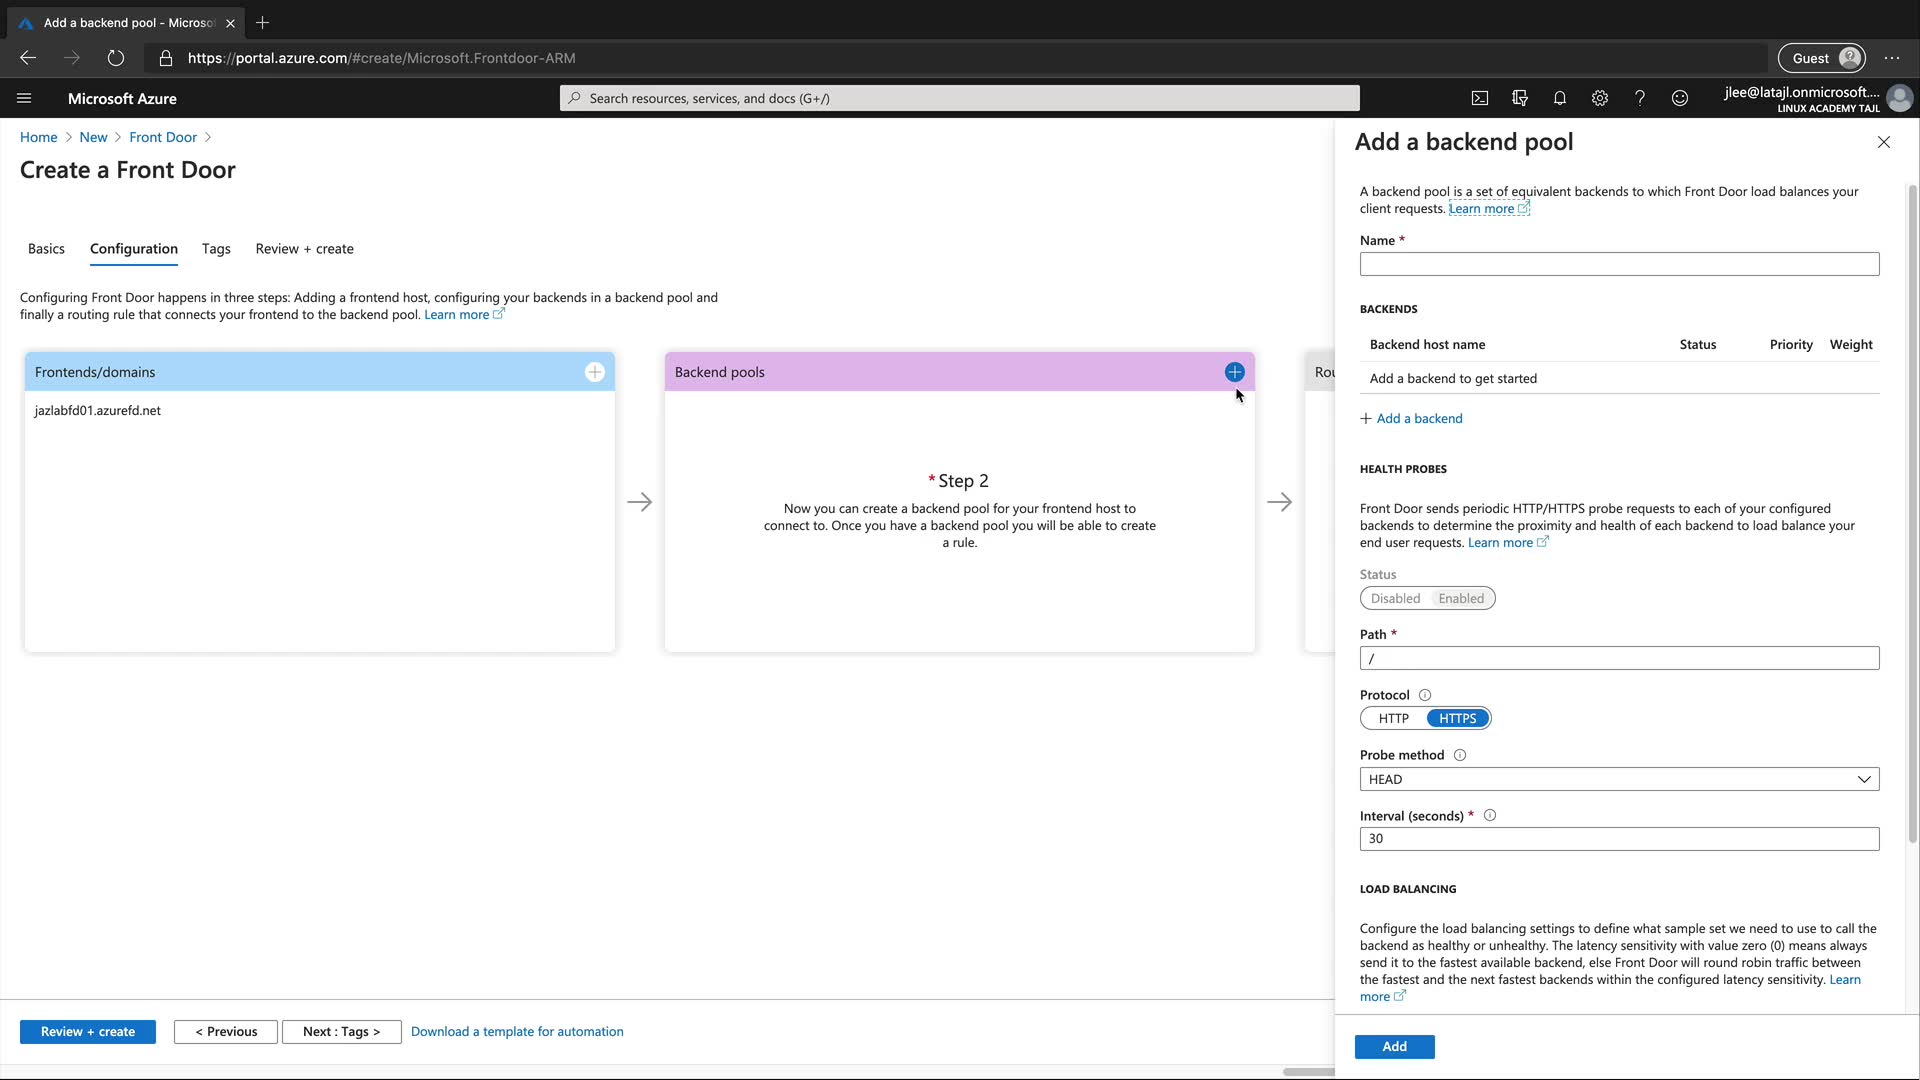 Add a backend pool - Microso
https://portal.azure.com/#create/Microsoft.Frontdoor-ARM
Guest
Microsoft Azure
Search resources, services, and docs (G+/)
jlee@latajl.onmicrosoft....
LINUX ACADEMY TAJL
Home > New > Front Door >
Create a Front Door
Basics
Configuration
Tags
Review + create
Configuring Front Door happens in three steps: Adding a frontend host, configuring your backends in a backend pool and
finally a routing rule that connects your frontend to the backend pool. Learn more
Frontends/domains
jazlabfd01.azurefd.net
Backend pools
* Step 2
Now you can create a backend pool for your frontend host to
connect to. Once you have a backend pool you will be able to create
a rule.
Rou
Review + create
< Previous
Next : Tags >
Download a template for automation
Add a backend pool
A backend pool is a set of equivalent backends to which Front Door load balances your
client requests. Learn more
Name *
BACKENDS
Backend host name Status Priority Weight
Add a backend to get started
+ Add a backend
HEALTH PROBES
Front Door sends periodic HTTP/HTTPS probe requests to each of your configured
backends to determine the proximity and health of each backend to load balance your
end user requests. Learn more
Status
Disabled Enabled
Path *
/
Protocol
HTTP HTTPS
Probe method
HEAD
Interval (seconds) *
30
LOAD BALANCING
Configure the load balancing settings to define what sample set we need to use to call the
backend as healthy or unhealthy. The latency sensitivity with value zero (0) means always
send it to the fastest available backend, else Front Door will round robin traffic between
the fastest and the next fastest backends within the configured latency sensitivity. Learn
more
Add